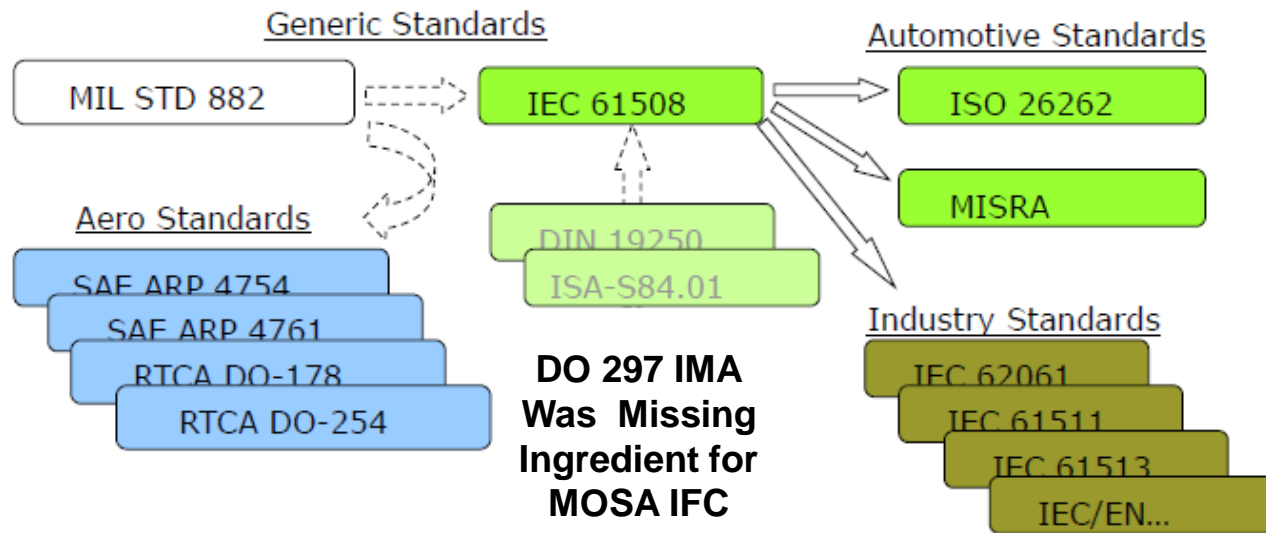 Generic Standards
Automotive Standards
MIL STD 882
IEC 61508
ISO 26262
MISRA
Aero Standards
SAE ARP 4754
SAE ARP 4761
RTCA DO-178
RTCA DO-254
DIN 19250
ISA-S84.01
DO 297 IMA
Was Missing
Ingredient for
MOSA IFC
Industry Standards
IEC 62061
IEC 61511
IEC 61513
IEC/EN...